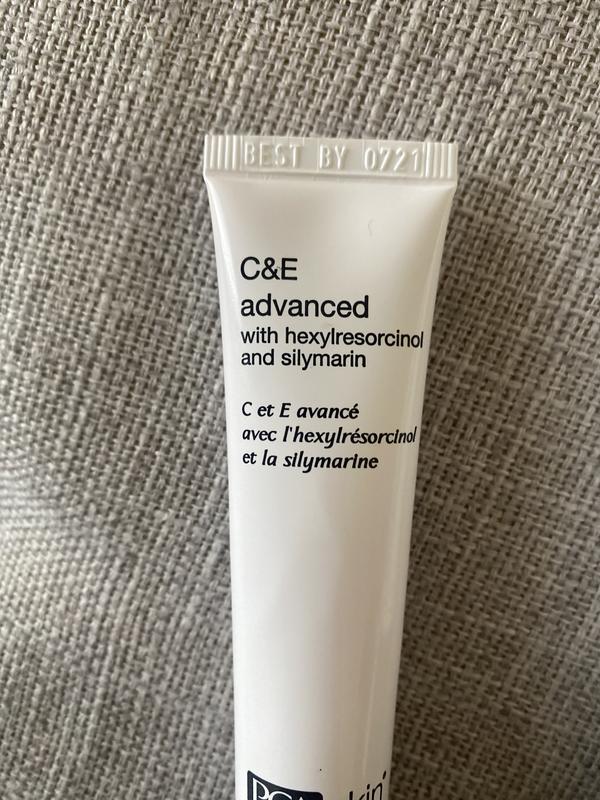 BEST BY 0721
C&E
advanced
with hexylresorcinol
and silymarin
C et E avancé
avec l'hexylrésorcinol
et la silymarine